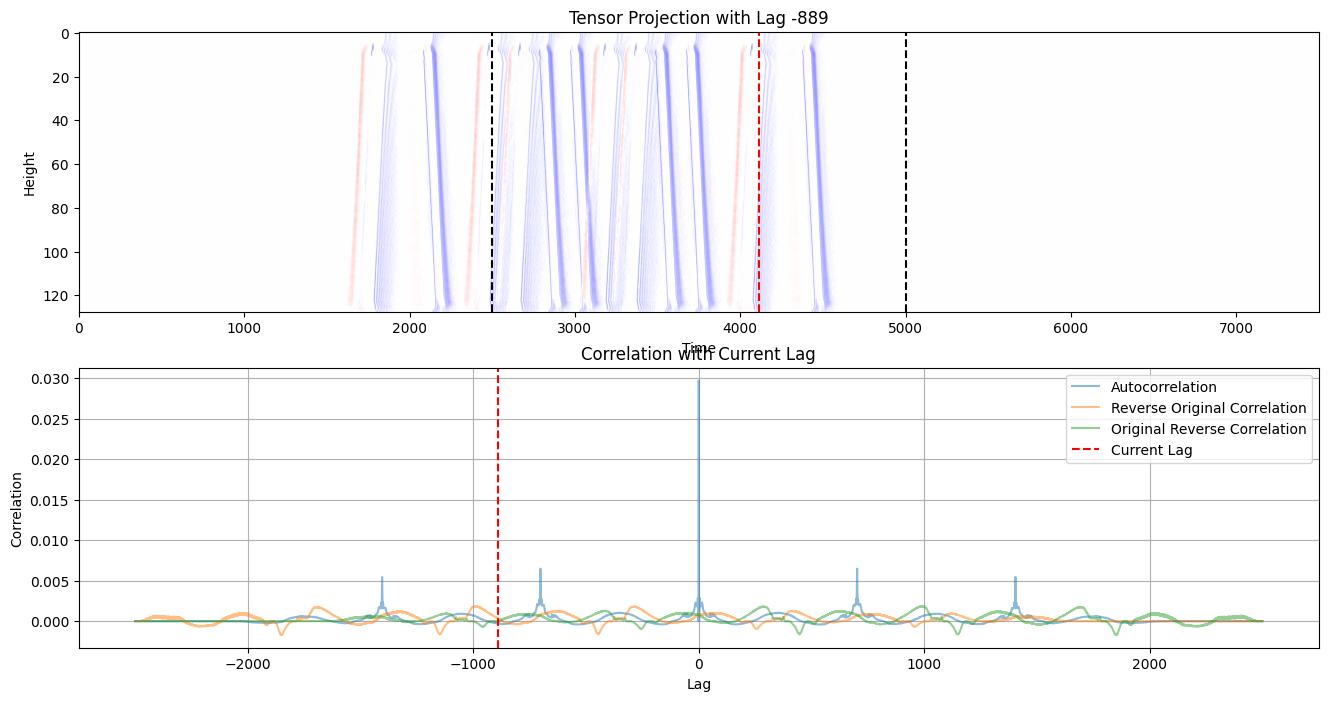 Tensor Projection with Lag -889
Height
0
20
40
60
80
100
120
0 1000 2000 3000 4000 5000 6000 7000
Time
Correlation with Current Lag
Correlation
0.030
0.025
0.020
0.015
0.010
0.005
0.000
Autocorrelation
Reverse Original Correlation
Original Reverse Correlation
Current Lag
−2000 −1000 0 1000 2000
Lag